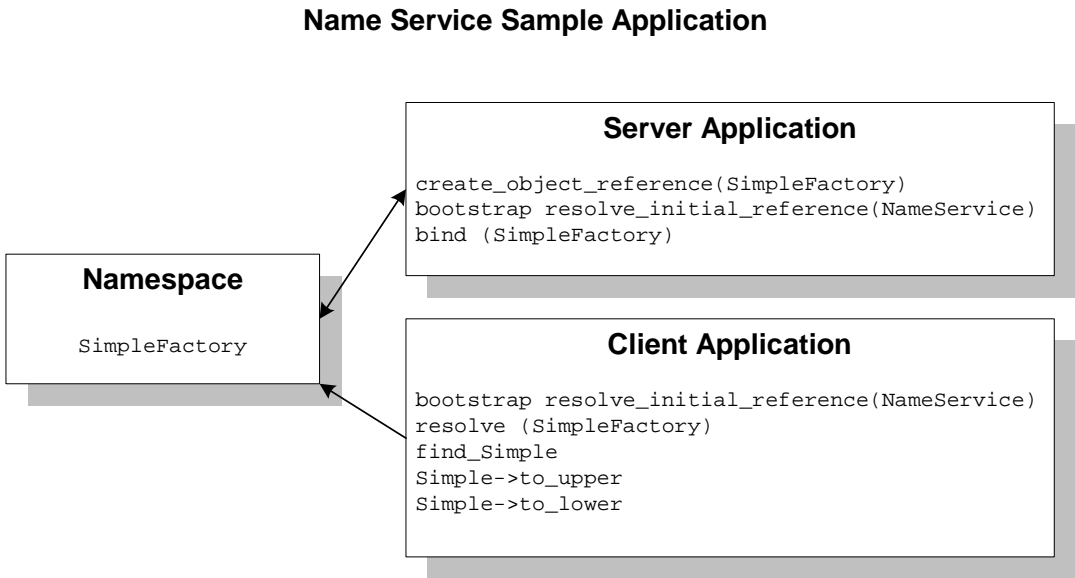 Name Service Sample Application
Server Application
create_object_reference(SimpleFactory)
bootstrap resolve_initial_reference(NameService)
bind (SimpleFactory)
Namespace
SimpleFactory
Client Application
bootstrap resolve_initial_reference(NameService)
resolve (SimpleFactory)
find_Simple
Simple->to_upper
Simple->to_lower